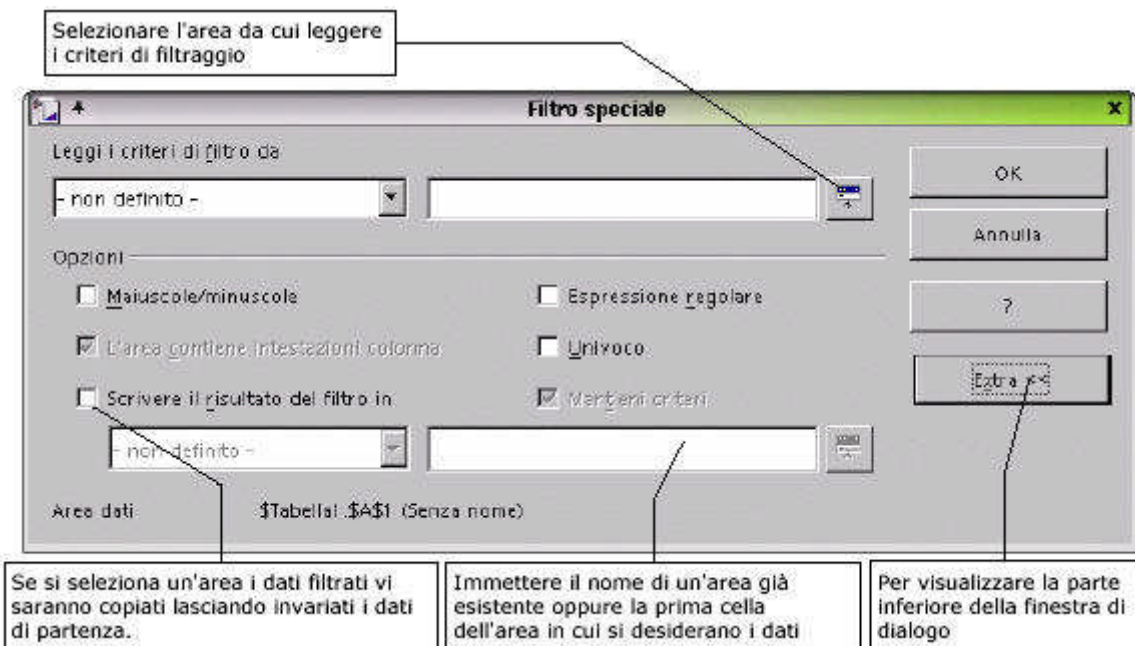 Selezionare l'area da cui leggere
i criteri di filtraggio
Filtro speciale
Leggi i criteri di filtro da
- non definito -
OK
Annulla
Opzioni
Maiuscole/minuscole
Espressione regolare
?
L'area contiene intestazioni colonna
Univoco
Extra <<
Scrivere il risultato del filtro in
Mantieni criteri
- non definito -
Area dati
$Tabella1.$A$1 (Senza nome)
Se si seleziona un'area i dati filtrati vi
saranno copiati lasciando invariati i dati
di partenza.
Immettere il nome di un'area già
esistente oppure la prima cella
dell'area in cui si desiderano i dati
Per visualizzare la parte
inferiore della finestra di
dialogo